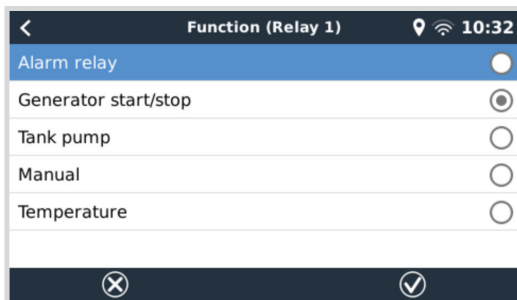 Function (Relay 1) 10:32
Alarm relay
Generator start/stop
Tank pump
Manual
Temperature